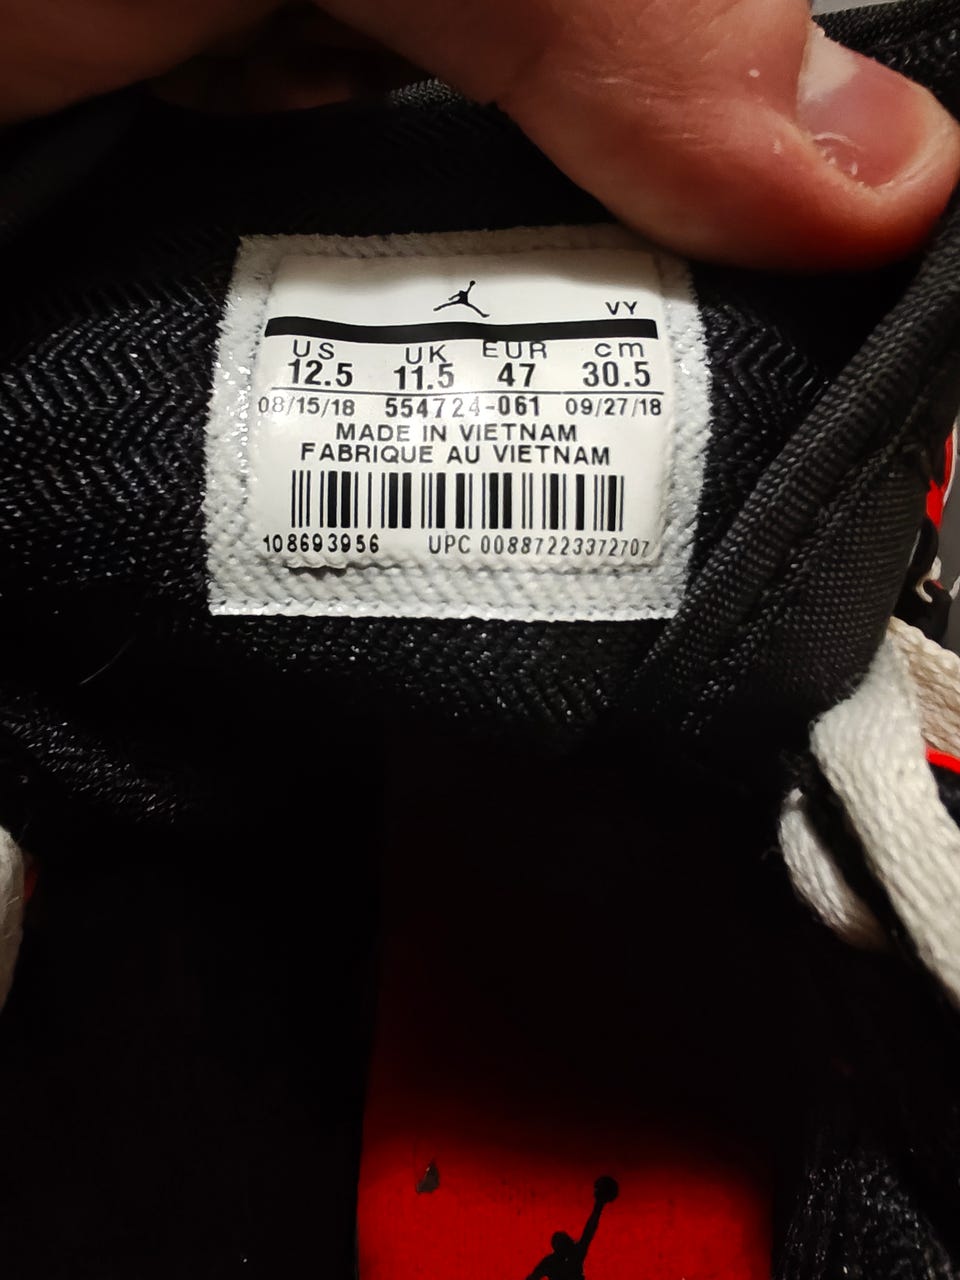 VY
US UK EUR cm
12.5 11.5 47 30.5
08/15/18 554724-061 09/27/18
MADE IN VIETNAM
FABRIQUE AU VIETNAM
108693956 UPC 00887223372707